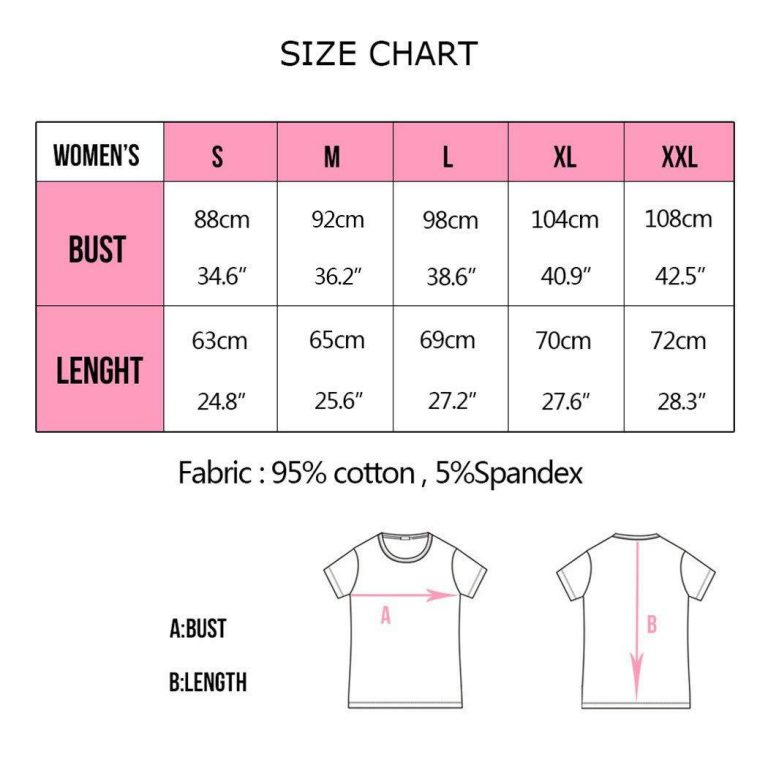 SIZE CHART
WOMEN'S S M L XL XXL
BUST
88cm 92cm 98cm 104cm 108cm
34.6" 36.2" 38.6" 40.9" 42.5"
LENGHT
63cm 65cm 69cm 70cm 72cm
24.8" 25.6" 27.2" 27.6" 28.3"
Fabric : 95% cotton , 5%Spandex
A
B
A:BUST
B:LENGTH